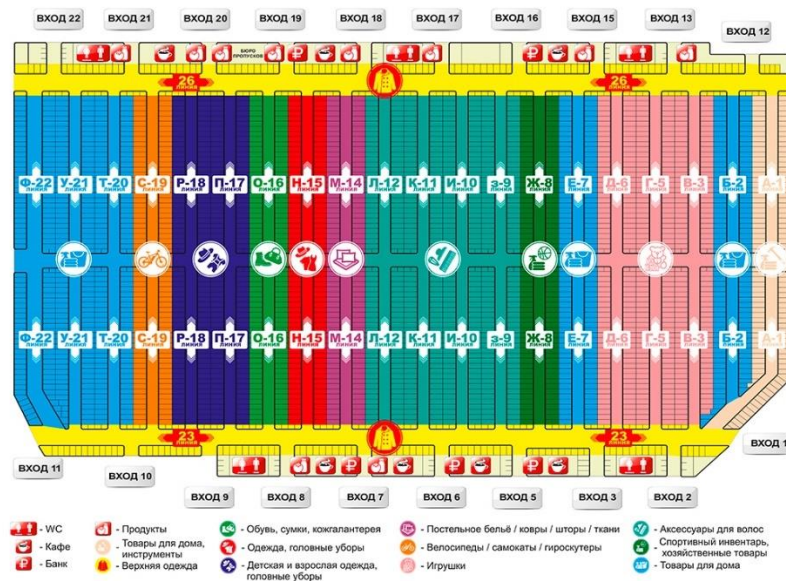 ВХОД 22 ВХОД 21 ВХОД 20 ВХОД 19 ВХОД 18 ВХОД 17 ВХОД 16 ВХОД 15 ВХОД 13 ВХОД 12
БЮРО
ПРОПУСКОВ
26 ЛИНИЯ 26 ЛИНИЯ
Ф-22 ЛИНИЯ У-21 ЛИНИЯ Т-20 ЛИНИЯ С-19 ЛИНИЯ Р-18 ЛИНИЯ П-17 ЛИНИЯ О-16 ЛИНИЯ Н-15 ЛИНИЯ М-14 ЛИНИЯ Л-12 ЛИНИЯ К-11 ЛИНИЯ И-10 ЛИНИЯ з-9 ЛИНИЯ Ж-8 ЛИНИЯ Е-7 ЛИНИЯ Д-6 ЛИНИЯ Г-5 ЛИНИЯ В-3 ЛИНИЯ Б-2 ЛИНИЯ А-1 ЛИНИЯ
Ф-22 ЛИНИЯ У-21 ЛИНИЯ Т-20 ЛИНИЯ С-19 ЛИНИЯ Р-18 ЛИНИЯ П-17 ЛИНИЯ О-16 ЛИНИЯ Н-15 ЛИНИЯ М-14 ЛИНИЯ Л-12 ЛИНИЯ К-11 ЛИНИЯ И-10 ЛИНИЯ з-9 ЛИНИЯ Ж-8 ЛИНИЯ Е-7 ЛИНИЯ Д-6 ЛИНИЯ Г-5 ЛИНИЯ В-3 ЛИНИЯ Б-2 ЛИНИЯ А-1 ЛИНИЯ
23 ЛИНИЯ 23 ЛИНИЯ
ВХОД 11 ВХОД 10 ВХОД 9 ВХОД 8 ВХОД 7 ВХОД 6 ВХОД 5 ВХОД 3 ВХОД 2 ВХОД 1
- WC
- Кафе
- Банк
- Продукты
- Товары для дома,
инструменты
- Верхняя одежда
- Обувь, сумки, кожгалантерея
- Одежда, головные уборы
- Детская и взрослая одежда,
головные уборы
- Постельное бельё / ковры / шторы / ткани
- Велосипеды / самокаты / гироскутеры
- Игрушки
- Аксессуары для волос
- Спортивный инвентарь,
хозяйственные товары
- Товары для дома